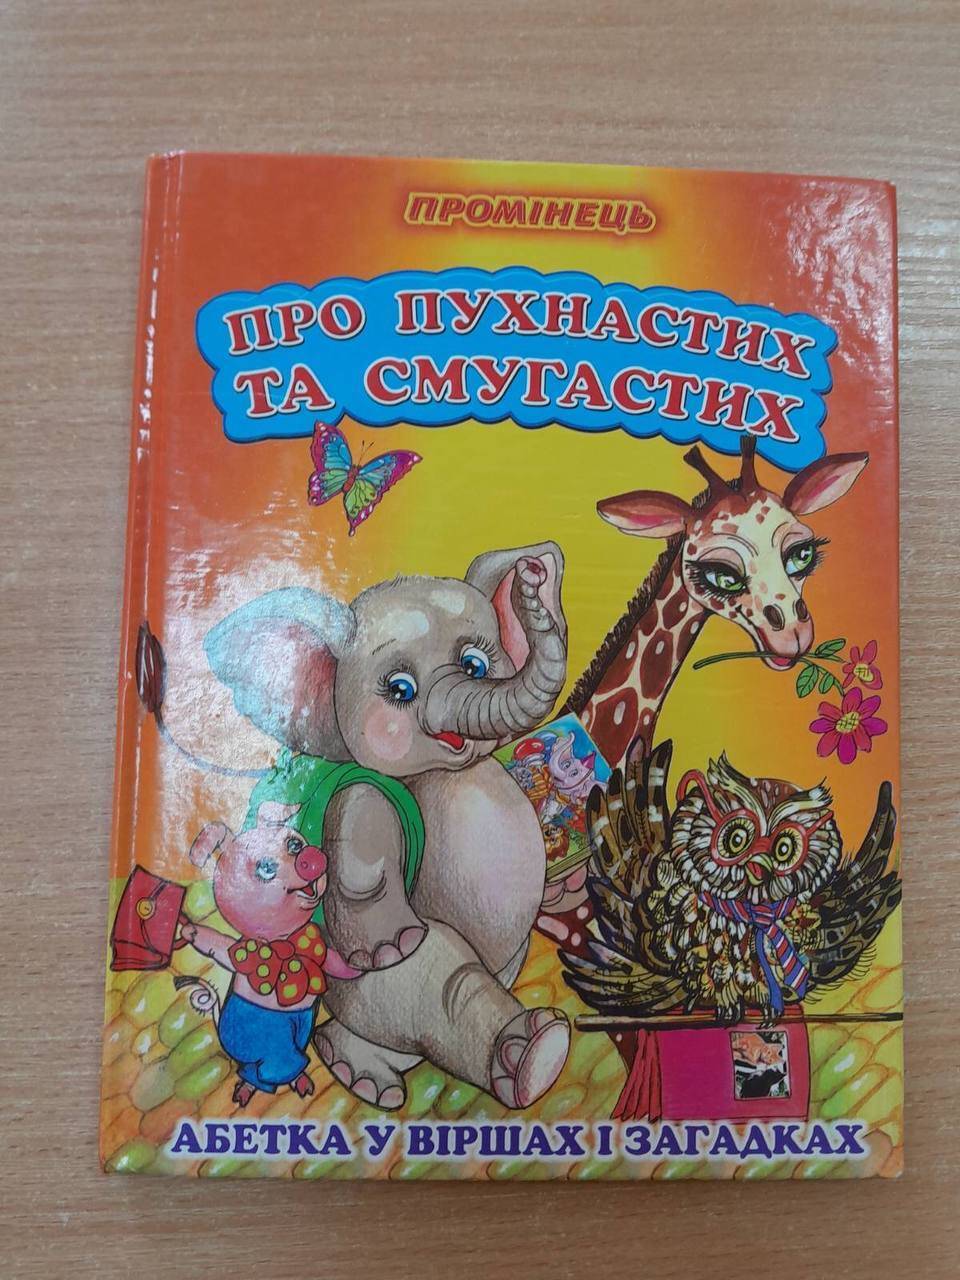 ПРОМІНЕЦЬ
ПРО ПУХНАСТИХ
ТА СМУГАСТИХ
АБЕТКА У ВІРШАХ І ЗАГАДКАХ